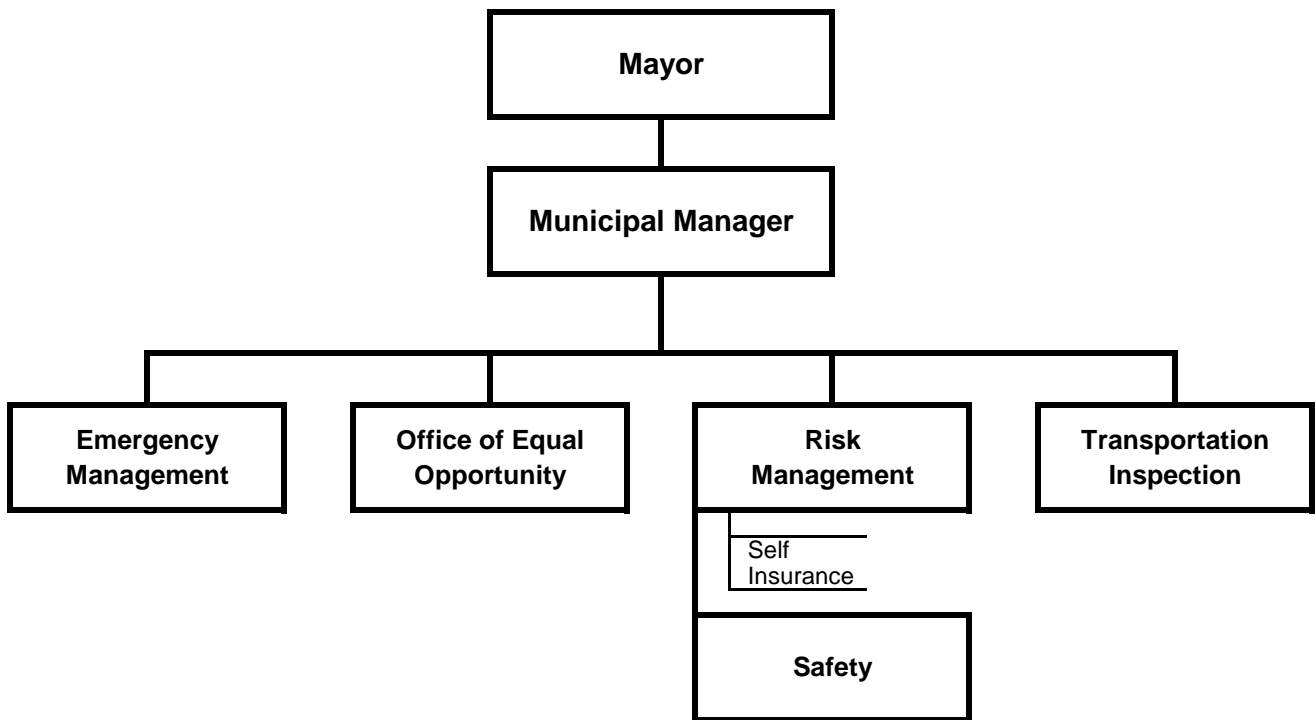 Mayor
Municipal Manager
Emergency
Management
Office of Equal
Opportunity
Risk
Management
Transportation
Inspection
Self
Insurance
Safety